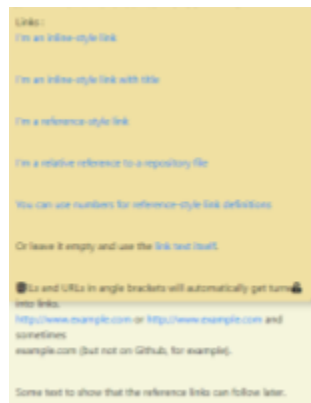 Links :
I'm an inline-style link
I'm an inline-style link with title
I'm a reference-style link
I'm a relative reference to a repository file
You can use numbers for reference-style link definitions
Or leave it empty and use the link text itself.
Ls and URLs in angle brackets will automatically get turne
into links.
http://www.example.com or http://www.example.com and
sometimes
example.com (but not on Github, for example).
Some text to show that the reference links can follow later.